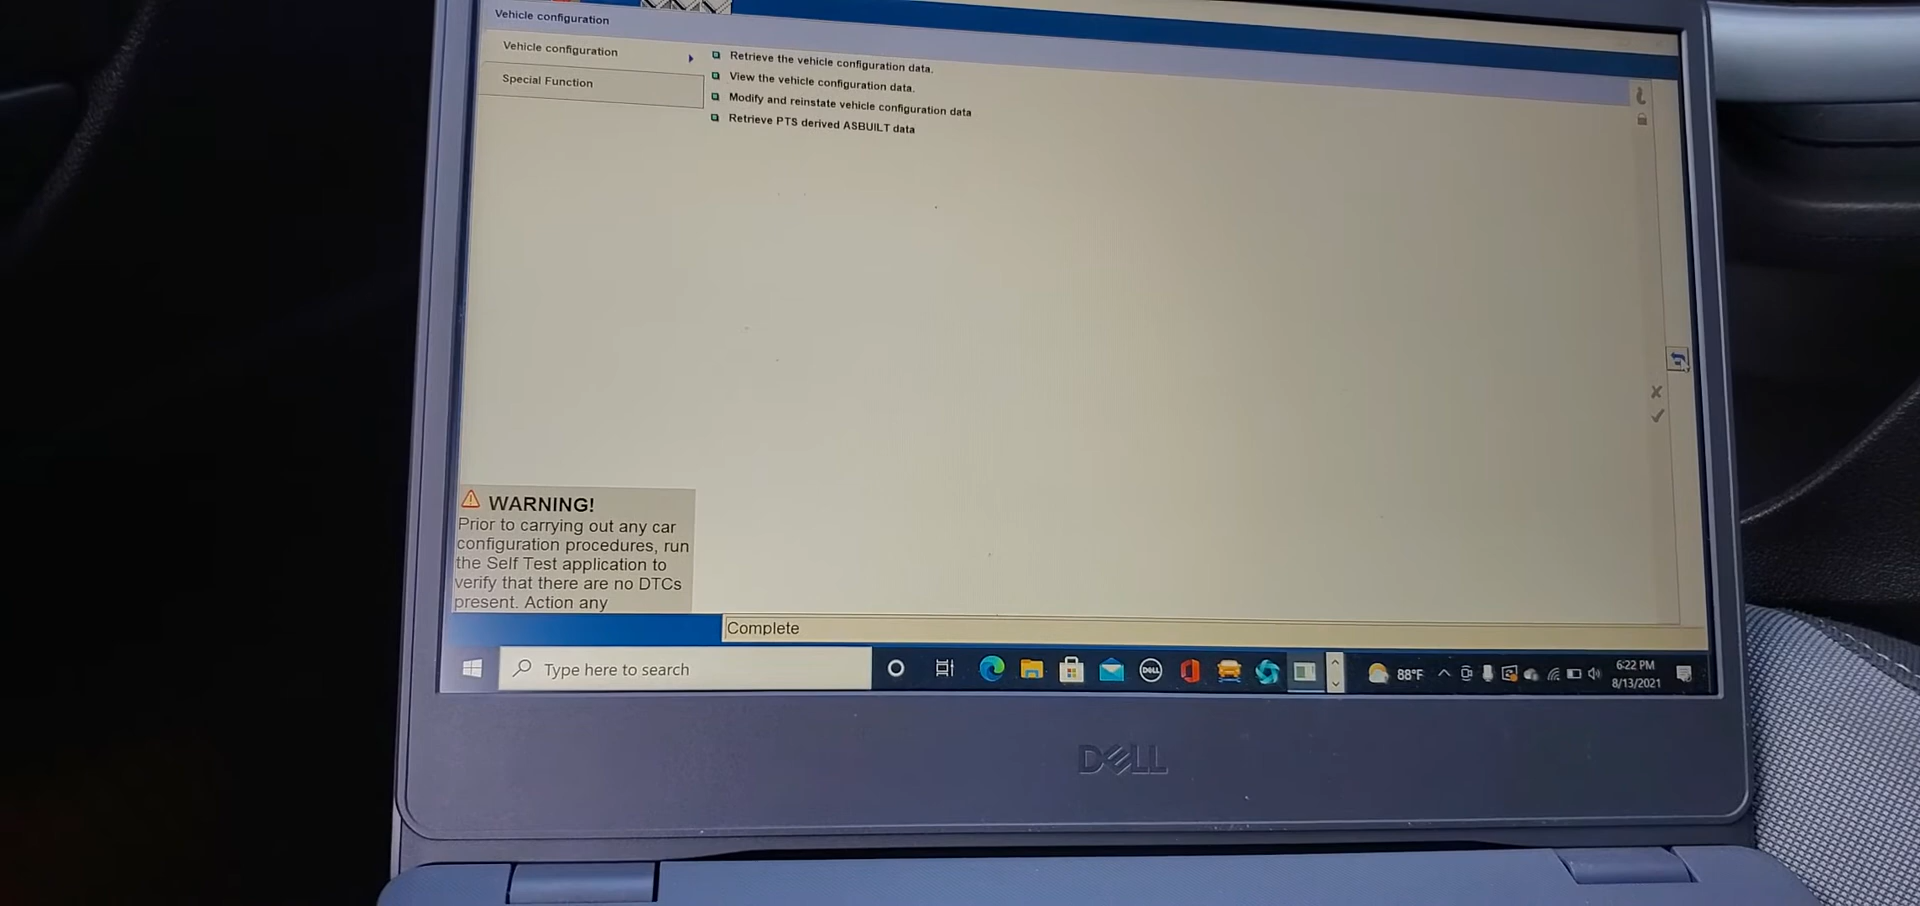 Vehicle configuration
Vehicle configuration
Special Function
Retrieve the vehicle configuration data.
View the vehicle configuration data.
Modify and reinstate vehicle configuration data
Retrieve PTS derived ASBUILT data
WARNING!
Prior to carrying out any car
configuration procedures, run
the Self Test application to
verify that there are no DTCs
present. Action any
Complete
Type here to search
DELL
88°F
6:22 PM
8/13/2021
DELL